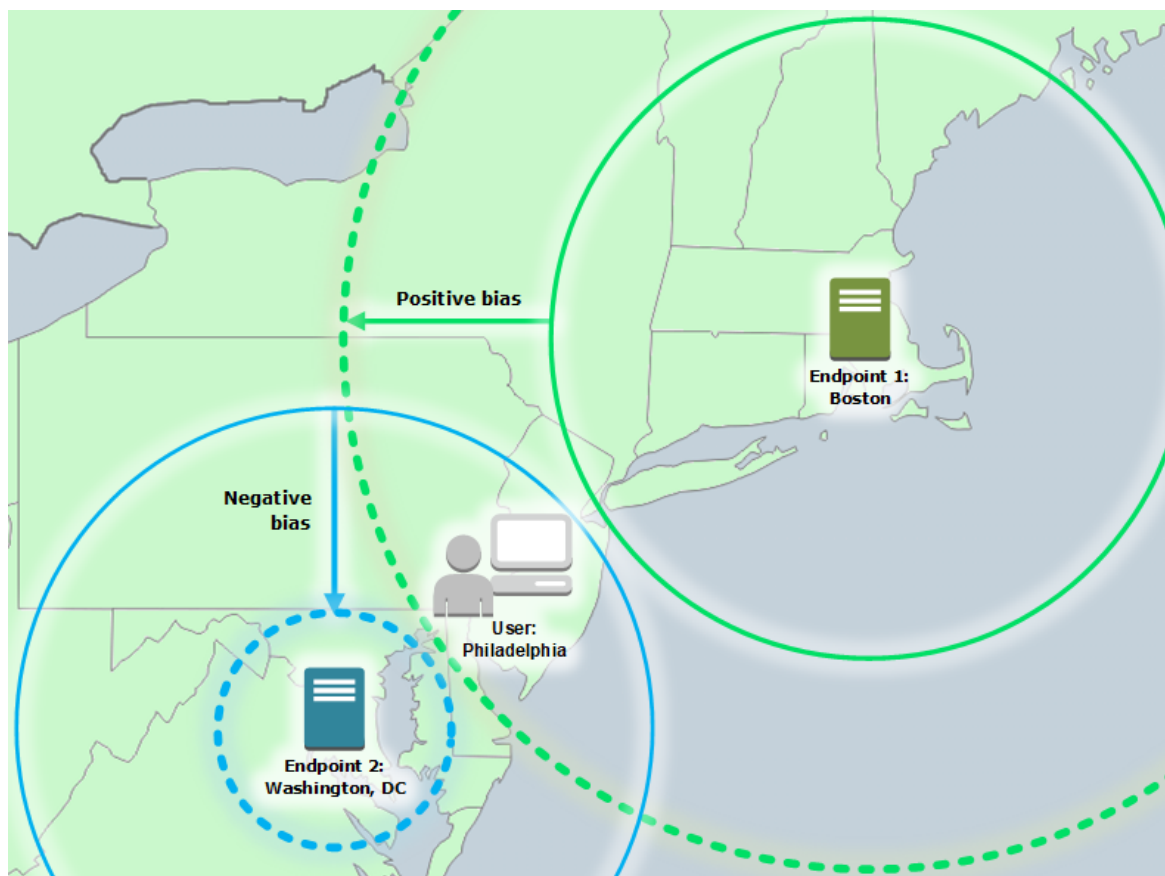 Positive bias
Endpoint 1:
Boston
Negative
bias
User:
Philadelphia
Endpoint 2:
Washington, DC